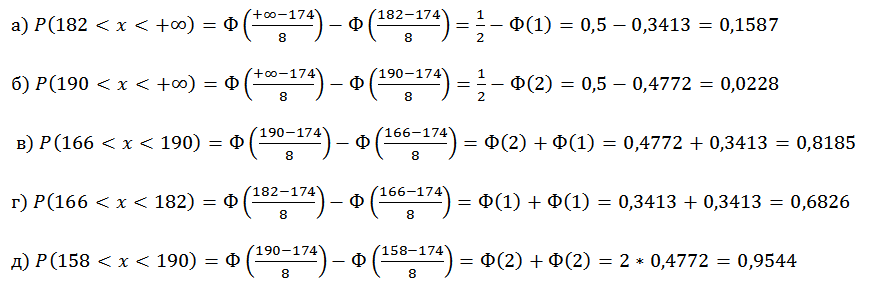 а) P(182 < x < +∞) = Φ((+∞−174)/8) − Φ((182−174)/8) = 1/2 − Φ(1) = 0,5 − 0,3413 = 0,1587
б) P(190 < x < +∞) = Φ((+∞−174)/8) − Φ((190−174)/8) = 1/2 − Φ(2) = 0,5 − 0,4772 = 0,0228
в) P(166 < x < 190) = Φ((190−174)/8) − Φ((166−174)/8) = Φ(2) + Φ(1) = 0,4772 + 0,3413 = 0,8185
г) P(166 < x < 182) = Φ((182−174)/8) − Φ((166−174)/8) = Φ(1) + Φ(1) = 0,3413 + 0,3413 = 0,6826
д) P(158 < x < 190) = Φ((190−174)/8) − Φ((158−174)/8) = Φ(2) + Φ(2) = 2 * 0,4772 = 0,9544